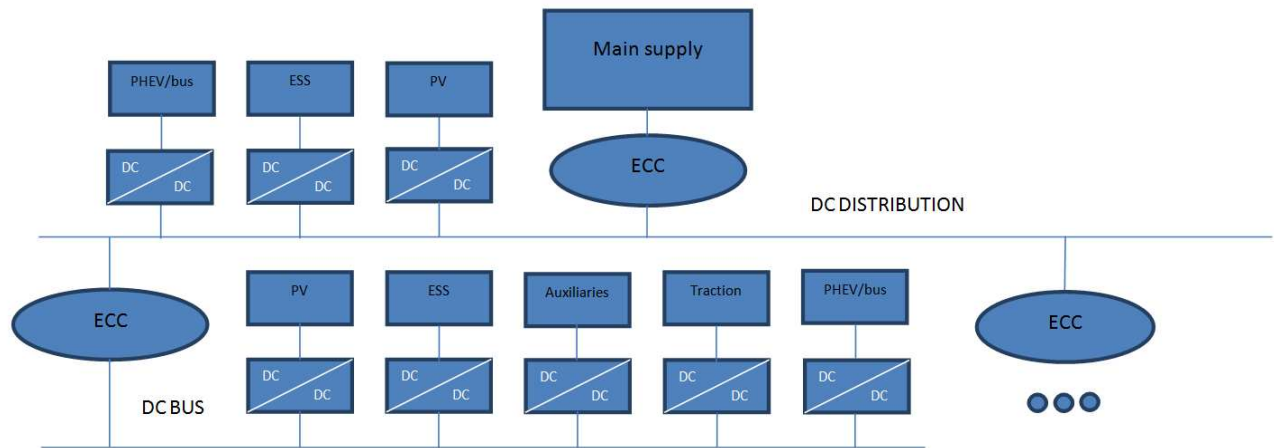 Main supply
PHEV/bus
ESS
PV
DC
DC
DC
DC
DC
DC
ECC
DC DISTRIBUTION
PV
ESS
Auxiliaries
Traction
PHEV/bus
ECC
ECC
DC
DC
DC
DC
DC
DC
DC
DC
DC
DC
DC BUS